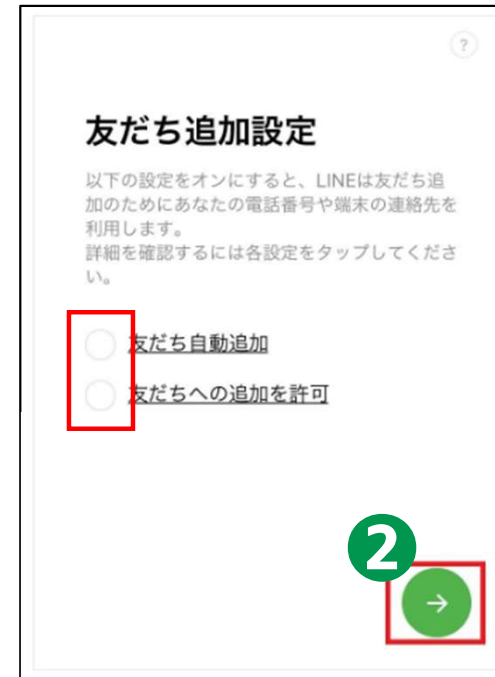 ?
友だち追加設定
以下の設定をオンにすると、LINEは友だち追
加のためにあなたの電話番号や端末の連絡先を
利用します。
詳細を確認するには各設定をタップしてくださ
い。
友だち自動追加
友だちへの追加を許可
2
→